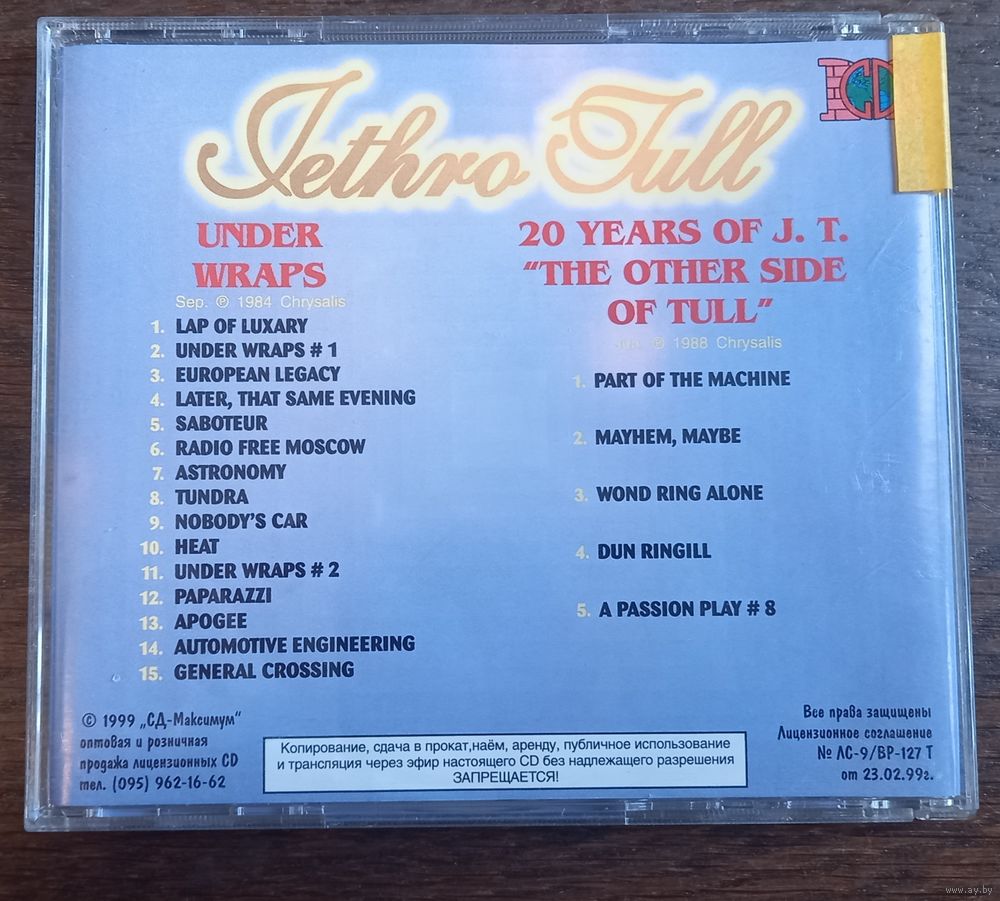 Jethro Tull
CD
UNDER
WRAPS
Sep. ℗ 1984 Chrysalis
1. LAP OF LUXARY
2. UNDER WRAPS # 1
3. EUROPEAN LEGACY
4. LATER, THAT SAME EVENING
5. SABOTEUR
6. RADIO FREE MOSCOW
7. ASTRONOMY
8. TUNDRA
9. NOBODY'S CAR
10. HEAT
11. UNDER WRAPS # 2
12. PAPARAZZI
13. APOGEE
14. AUTOMOTIVE ENGINEERING
15. GENERAL CROSSING
20 YEARS OF J. T.
"THE OTHER SIDE
OF TULL"
℗ 1988 Chrysalis
1. PART OF THE MACHINE
2. MAYHEM, MAYBE
3. WOND RING ALONE
4. DUN RINGILL
5. A PASSION PLAY # 8
© 1999 „СД-Максимум"
оптовая и розничная
продажа лицензионных CD
тел. (095) 962-16-62
Копирование, сдача в прокат,наём, аренду, публичное использование
и трансляция через эфир настоящего CD без надлежащего разрешения
ЗАПРЕЩАЕТСЯ!
Все права защищены
Лицензионное соглашение
№ ЛС-9/ВР-127 Т
от 23.02.99г.
www.ay.by